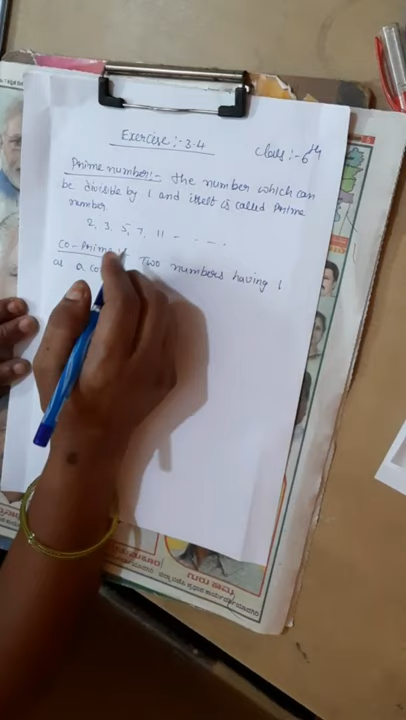 Exercise:- 3.4
Class:- 6th
Prime number:- The number which can
be divisible by 1 and itself is called Prime
number.
2, 3, 5, 7, 11 - - - - .
Co-Prime:- Two numbers having 1
as a co
ಗುರು